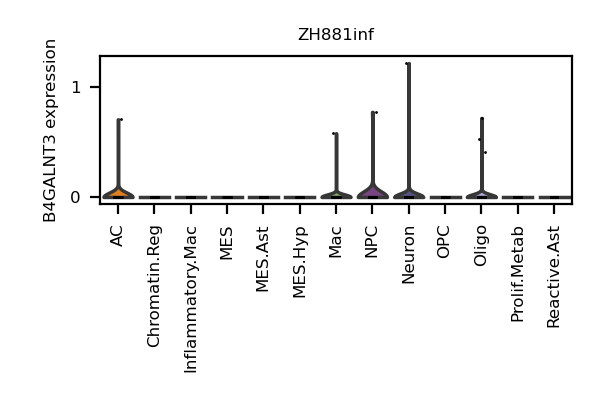 ZH881inf
B4GALNT3 expression
1
0
AC
Chromatin.Reg
Inflammatory.Mac
MES
MES.Ast
MES.Hyp
Mac
NPC
Neuron
OPC
Oligo
Prolif.Metab
Reactive.Ast